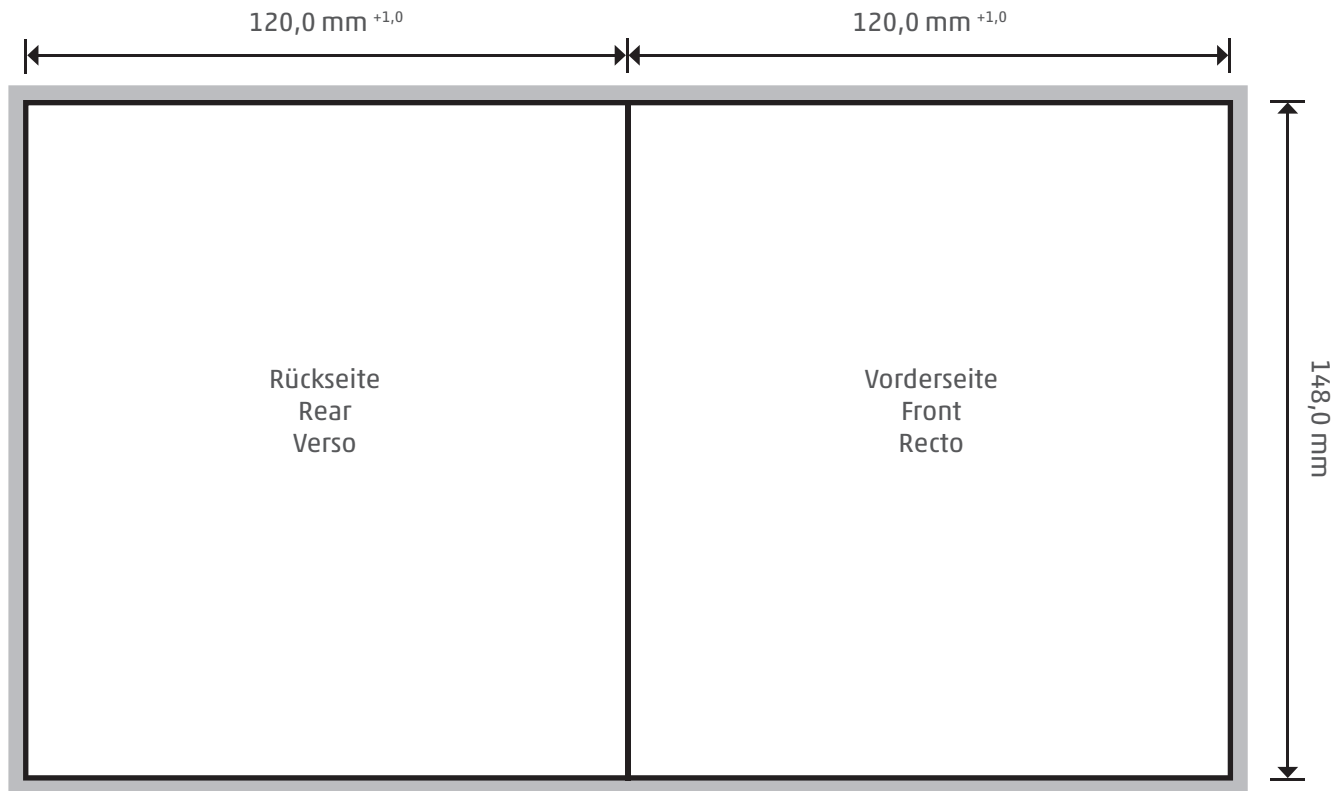 120,0 mm +1,0
120,0 mm +1,0
Rückseite
Rear
Verso
Vorderseite
Front
Recto
148,0 mm